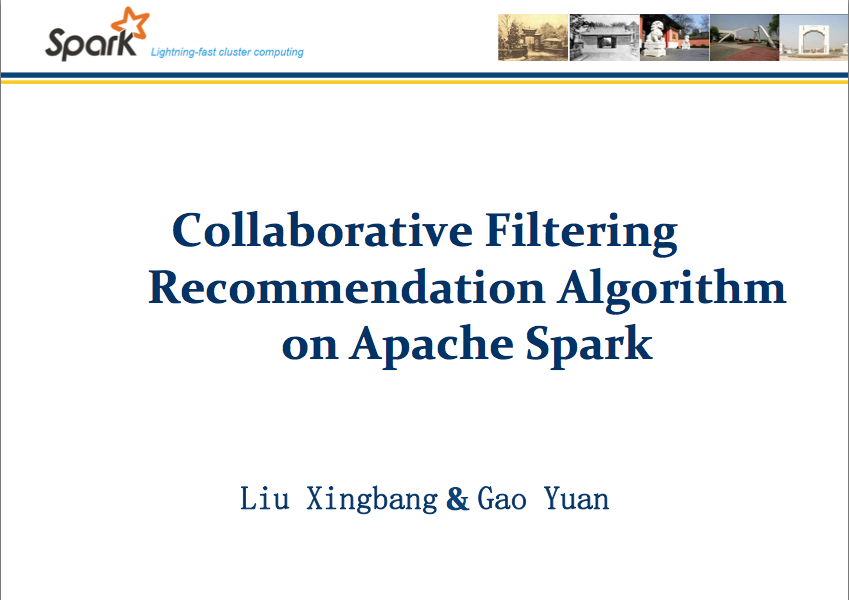 Spark Lightning-fast cluster computing
Collaborative Filtering
Recommendation Algorithm
on Apache Spark
Liu Xingbang & Gao Yuan